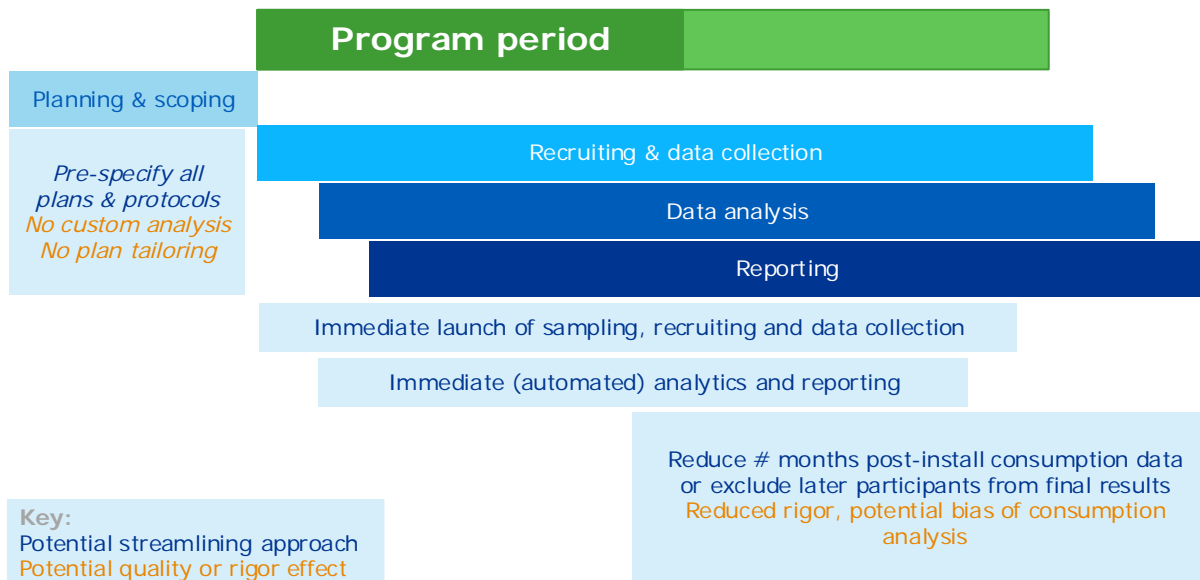 Program period
Planning & scoping
Recruiting & data collection
Pre-specify all
plans & protocols
No custom analysis
No plan tailoring
Data analysis
Reporting
Immediate launch of sampling, recruiting and data collection
Immediate (automated) analytics and reporting
Reduce # months post-install consumption data
or exclude later participants from final results
Reduced rigor, potential bias of consumption
analysis
Key:
Potential streamlining approach
Potential quality or rigor effect